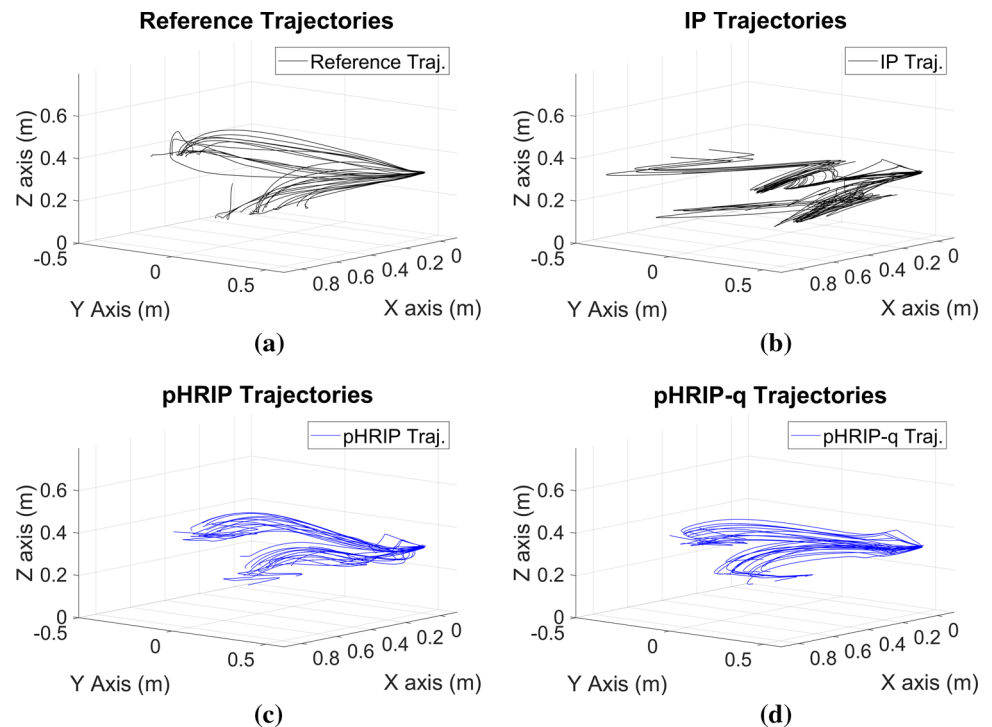 Reference Trajectories
Reference Traj.
Z axis (m)
0.6
0.4
0.2
0
-0.5
0
0.5
0.8 0.6 0.4 0.2 0
Y Axis (m)
X axis (m)
(a)
IP Trajectories
IP Traj.
Z axis (m)
0.6
0.4
0.2
0
-0.5
0
0.5
0.8 0.6 0.4 0.2 0
Y Axis (m)
X axis (m)
(b)
pHRIP Trajectories
pHRIP Traj.
Z axis (m)
0.6
0.4
0.2
0
-0.5
0
0.5
0.8 0.6 0.4 0.2 0
Y Axis (m)
X axis (m)
(c)
pHRIP-q Trajectories
pHRIP-q Traj.
Z axis (m)
0.6
0.4
0.2
0
-0.5
0
0.5
0.8 0.6 0.4 0.2 0
Y Axis (m)
X axis (m)
(d)